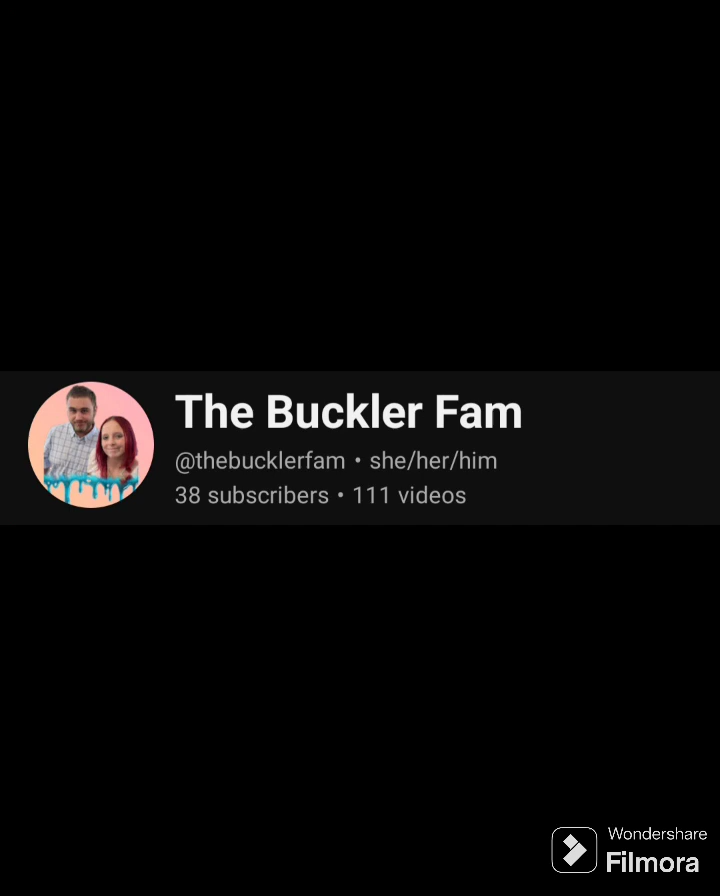 The Buckler Fam
@thebucklerfam • she/her/him
38 subscribers • 111 videos
Wondershare
Filmora